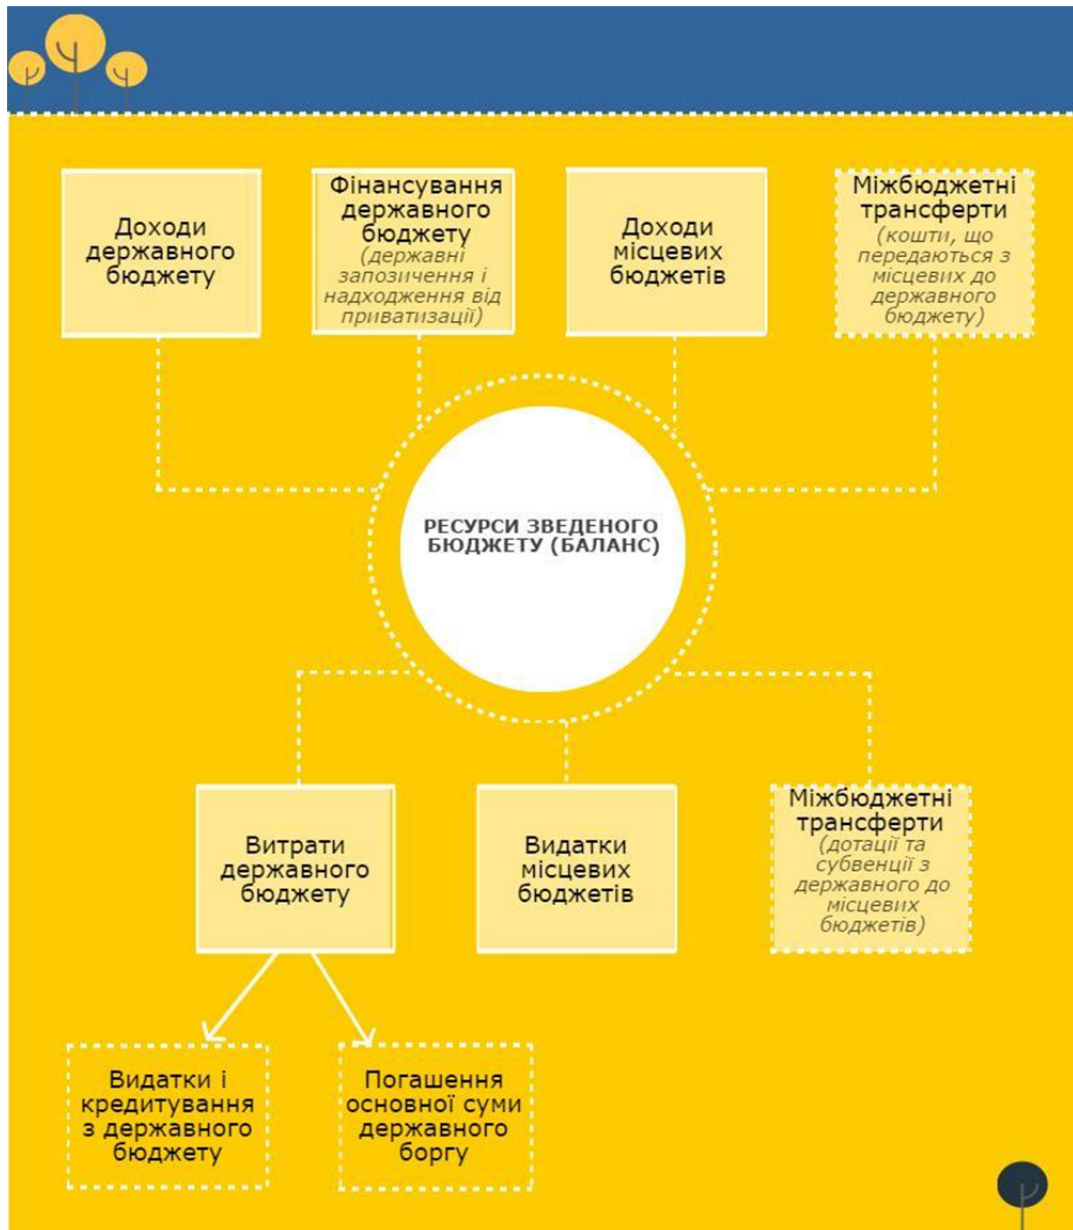 Доходи
державного
бюджету
Фінансування
державного
бюджету
(державні
запозичення і
надходження від
приватизації)
Доходи
місцевих
бюджетів
Міжбюджетні
трансферти
(кошти, що
передаються з
місцевих до
державного
бюджету)
РЕСУРСИ ЗВЕДЕНОГО
БЮДЖЕТУ (БАЛАНС)
Витрати
державного
бюджету
Видатки
місцевих
бюджетів
Міжбюджетні
трансферти
(дотації та
субвенції з
державного до
місцевих
бюджетів)
Видатки і
кредитування
з державного
бюджету
Погашення
основної суми
державного
боргу